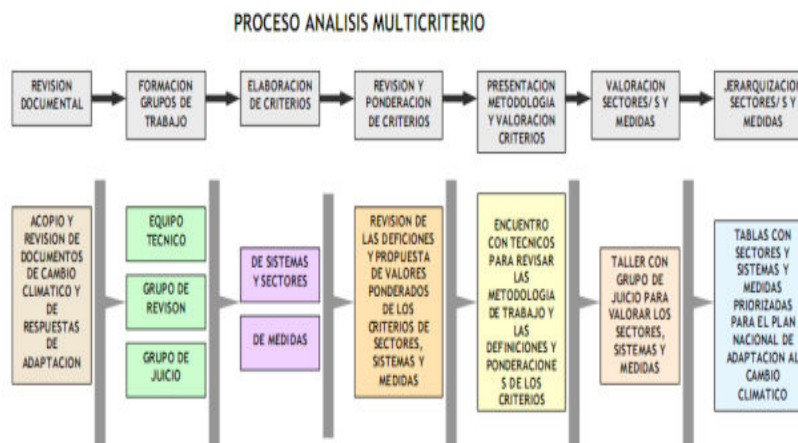 PROCESO ANALISIS MULTICRITERIO
REVISION
DOCUMENTAL
FORMACION
GRUPOS DE
TRABAJO
ELABORACION
DE CRITERIOS
REVISION Y
PONDERACION
DE CRITERIOS
PRESENTACION
METODOLOGIA
Y VALORACION
CRITERIOS
VALORACION
SECTORES/ S Y
MEDIDAS
JERARQUIZACION
SECTORES/ S Y
MEDIDAS
ACOPIO Y
REVISION DE
DOCUMENTOS
DE CAMBIO
CLIMATICO Y
DE
RESPUESTAS
DE
ADAPTACION
EQUIPO
TECNICO
GRUPO DE
REVISON
GRUPO DE
JUICIO
DE SISTEMAS
Y SECTORES
DE MEDIDAS
REVISION DE
LAS DEFICIONES Y
PROPUESTA DE
VALORES
PONDERADOS
DE LOS
CRITERIOS DE
SECTORES,
SISTEMAS Y
MEDIDAS
ENCUENTRO
CON TECNICOS
PARA REVISAR
LAS
METODOLOGIA
DE TRABAJO Y
LAS
DEFINICIONES Y
PONDERACIONE
S DE LOS
CRITERIOS
TALLER CON
GRUPO DE
JUICIO PARA
VALORAR LOS
SECTORES,
SISTEMAS Y
MEDIDAS
TABLAS CON
SECTORES Y
SISTEMAS Y
MEDIDAS
PRIORIZADAS
PARA EL PLAN
NACIONAL DE
ADAPTACION AL
CAMBIO
CLIMATICO